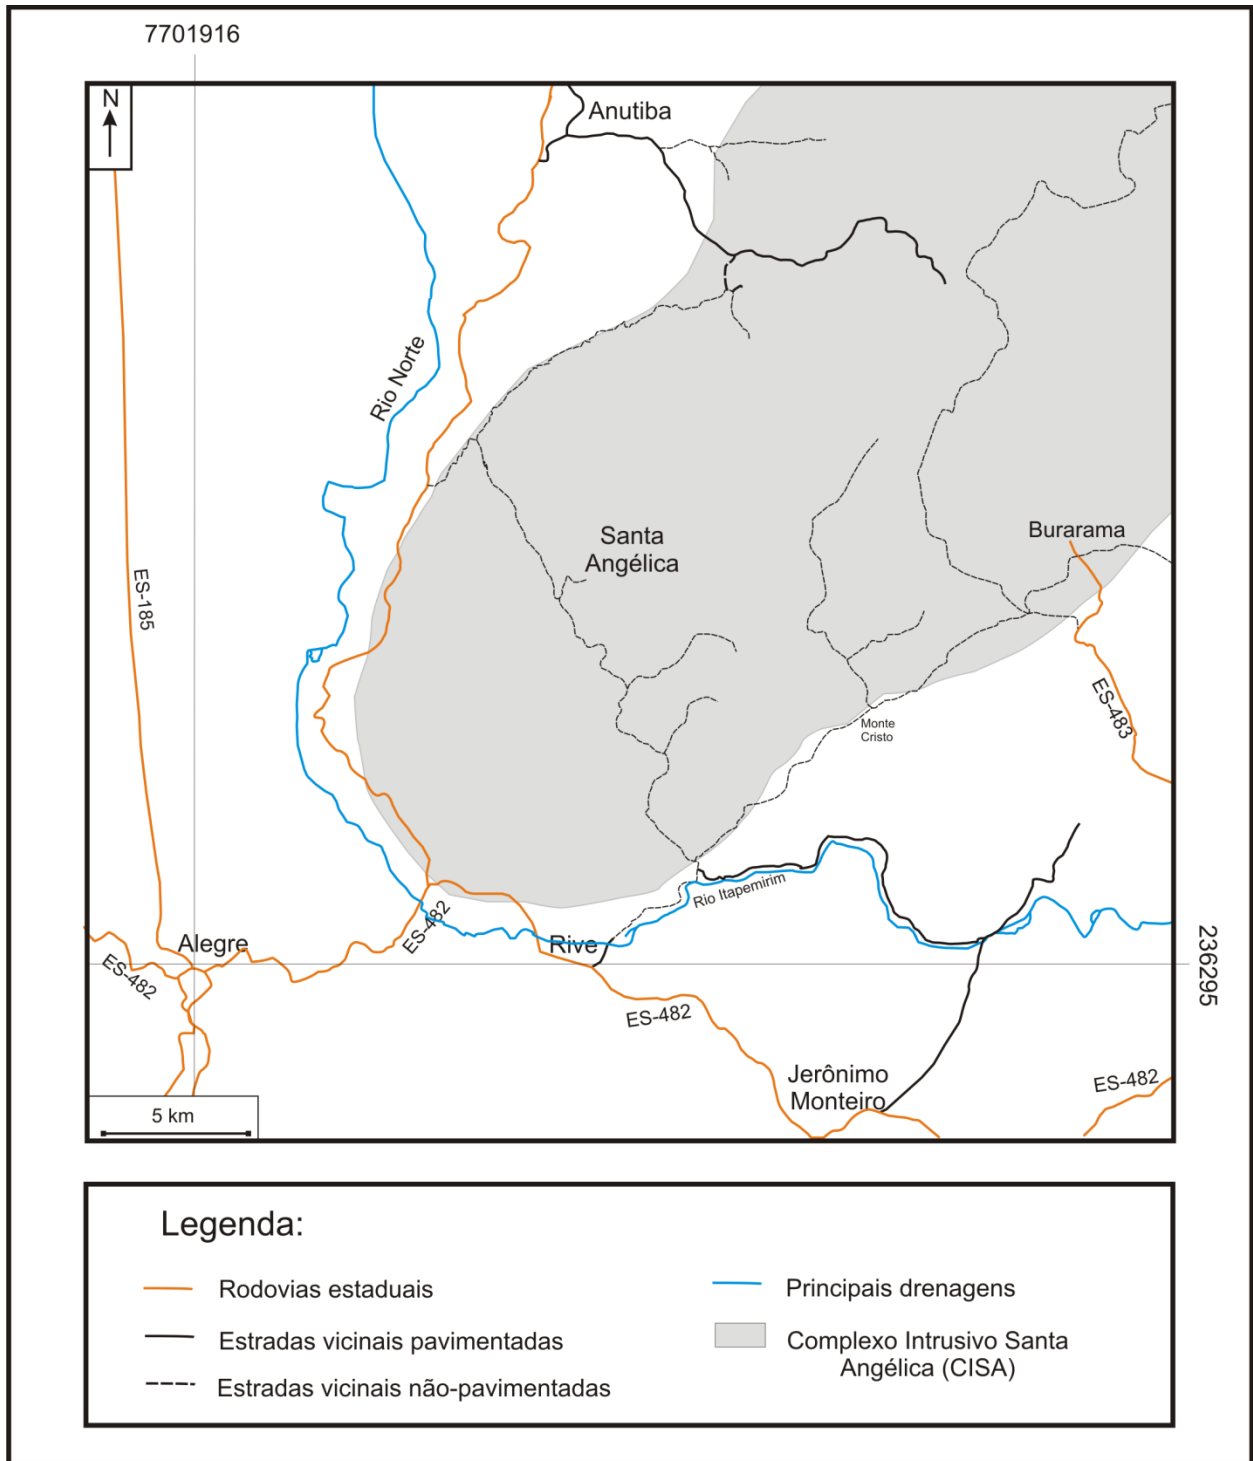 7701916
N
Anutiba
Rio Norte
Santa
Angélica
Burarama
ES-185
ES-483
Monte
Cristo
Rio Itapemirim
ES-482
Alegre
Rive
ES-482
236295
ES-482
Jerônimo
Monteiro
ES-482
5 km
Legenda:
Rodovias estaduais
Principais drenagens
Estradas vicinais pavimentadas
Complexo Intrusivo Santa
Angélica (CISA)
Estradas vicinais não-pavimentadas